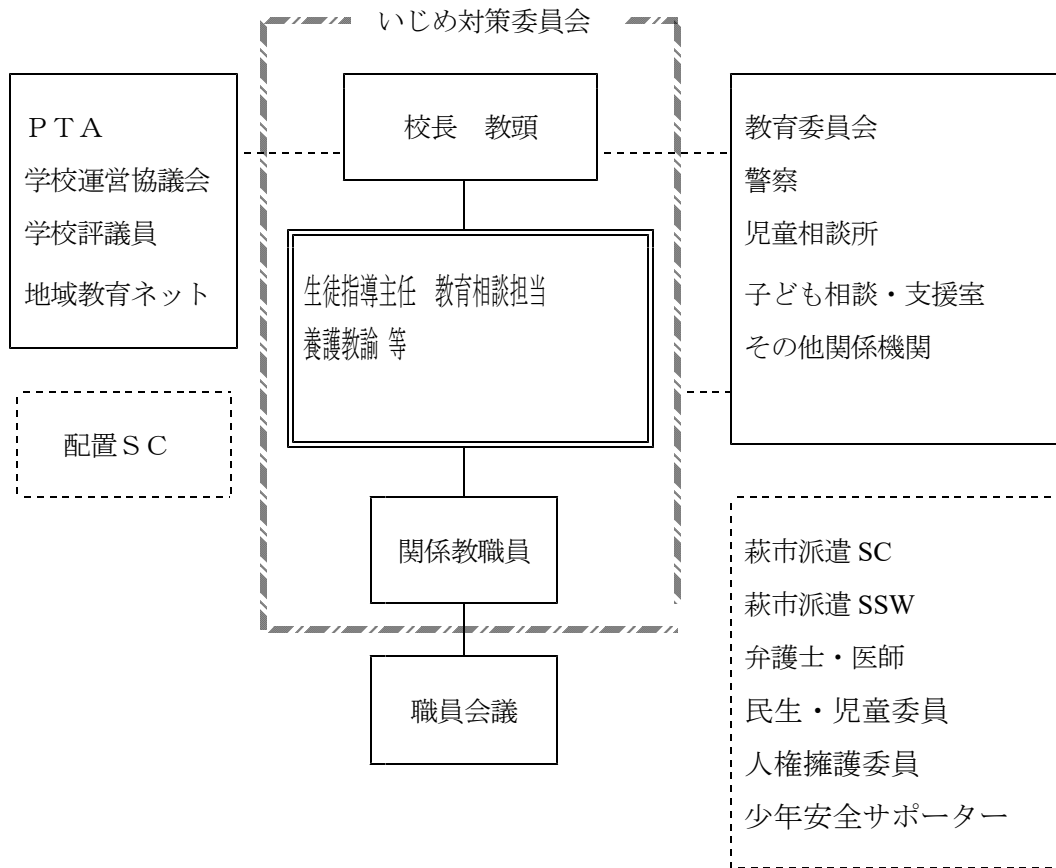 いじめ対策委員会
校長　教頭
ＰＴＡ
学校運営協議会
学校評議員
地域教育ネット
生徒指導主任　教育相談担当
養護教諭 等
教育委員会
警察
児童相談所
子ども相談・支援室
その他関係機関
配置ＳＣ
関係教職員
職員会議
萩市派遣 SC
萩市派遣 SSW
弁護士・医師
民生・児童委員
人権擁護委員
少年安全サポーター